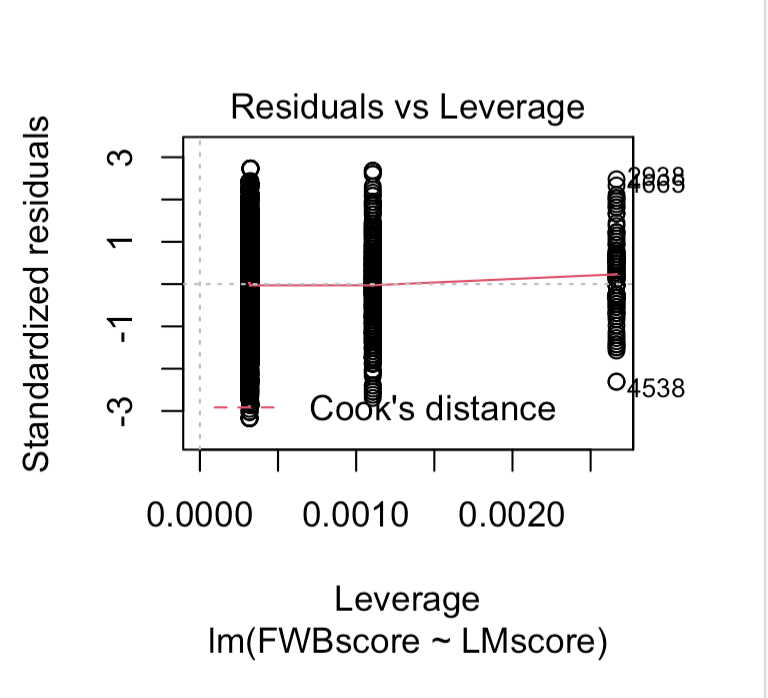 Residuals vs Leverage
Standardized residuals
3
1
-1
-3
2938
4538
Cook's distance
0.0000 0.0010 0.0020
Leverage
lm(FWBscore ~ LMscore)